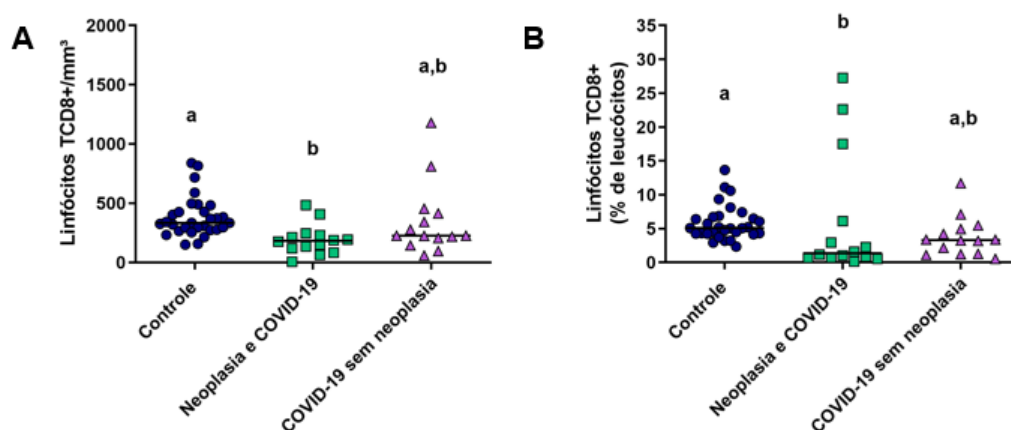 A
Linfócitos TCD8+/mm³
2000
1500
1000
500
0
a
b
a,b
Controle
Neoplasia e COVID-19
COVID-19 sem neoplasia
B
Linfócitos TCD8+
(% de leucócitos)
35
30
25
20
15
10
5
0
a
b
a,b
Controle
Neoplasia e COVID-19
COVID-19 sem neoplasia